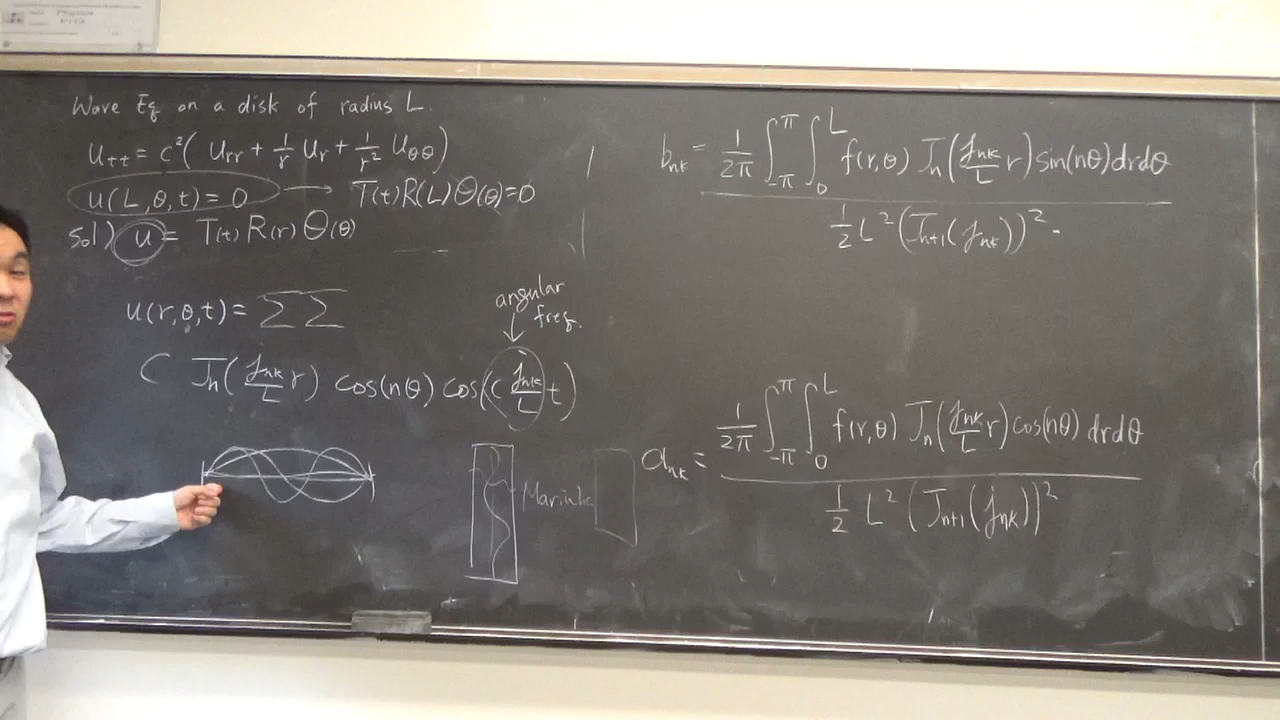 Wave Eq on a disk of radius L.
u_tt = c²( u_rr + 1/r u_r + 1/r² u_θθ )
u(L,θ,t) = 0 → T(t)R(L)Θ(θ)=0
sol) u = T(t) R(r) Θ(θ)
u(r,θ,t) = ΣΣ
angular
freq.
C J_n( j_nk/L r ) cos(nθ) cos( c j_nk/L t )
b_nk = 1/2π ∫_-π^π ∫_0^L f(r,θ) J_n( j_nk/L r ) sin(nθ) dr dθ
1/2 L² ( J_n+1( j_nk ) )².
a_nk = 1/2π ∫_-π^π ∫_0^L f(r,θ) J_n( j_nk/L r ) cos(nθ) dr dθ
1/2 L² ( J_n+1( j_nk ) )²